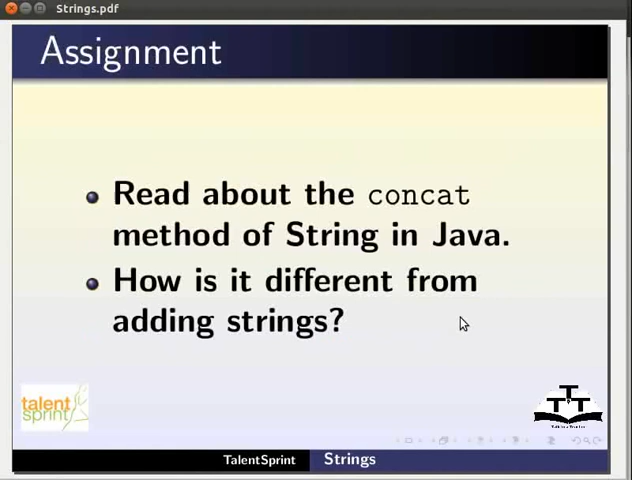 Strings.pdf
Assignment
Read about the concat
method of String in Java.
How is it different from
adding strings?
talent
sprint
TTT
TalentSprint Strings